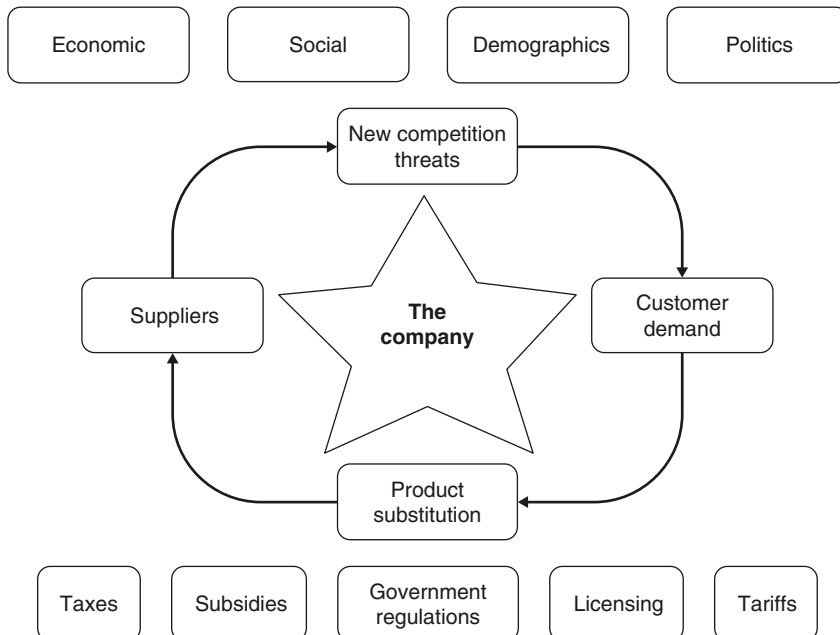 Economic
Social
Demographics
Politics
New competition
threats
Suppliers
The
company
Customer
demand
Product
substitution
Taxes
Subsidies
Government
regulations
Licensing
Tariffs